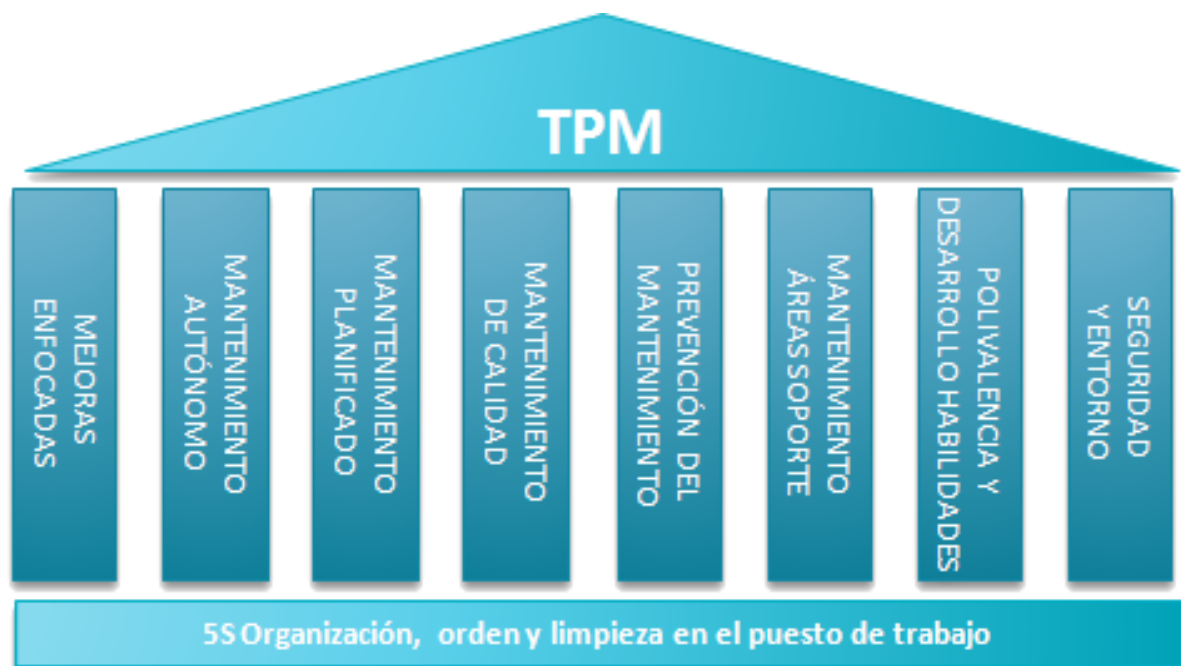 TPM
MEJORAS
ENFOCADAS
MANTENIMIENTO
AUTÓNOMO
MANTENIMIENTO
PLANIFICADO
MANTENIMIENTO
DE CALIDAD
PREVENCIÓN DEL
MANTENIMIENTO
MANTENIMIENTO
ÁREAS SOPORTE
POLIVALENCIA Y
DESARROLLO HABILIDADES
SEGURIDAD
Y ENTORNO
5S Organización, orden y limpieza en el puesto de trabajo